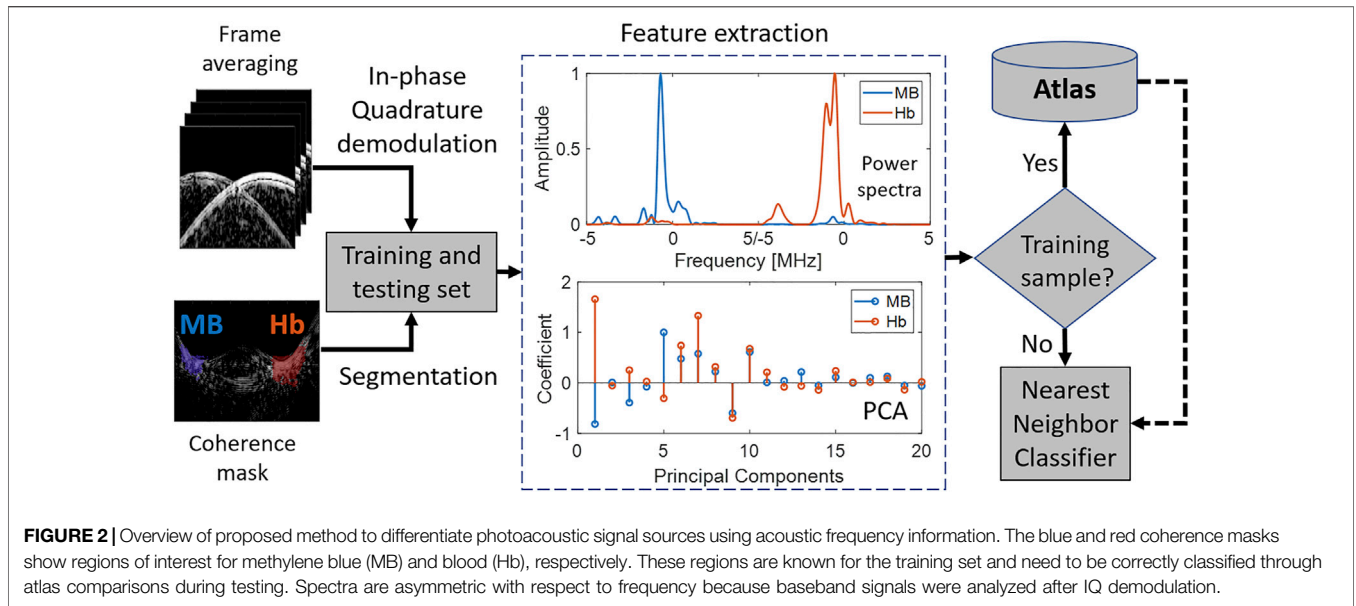 Frame
averaging
In-phase
Quadrature
demodulation
MB
Hb
Segmentation
Coherence
mask
Training and
testing set
Feature extraction
1
0.5
0
Amplitude
MB
Hb
Power
spectra
-5
0
5/-5
0
5
Frequency [MHz]
2
1
0
-1
Coefficient
MB
Hb
PCA
0
5
10
15
20
Principal Components
Atlas
Yes
Training
sample?
No
Nearest
Neighbor
Classifier
FIGURE 2 | Overview of proposed method to differentiate photoacoustic signal sources using acoustic frequency information. The blue and red coherence masks
show regions of interest for methylene blue (MB) and blood (Hb), respectively. These regions are known for the training set and need to be correctly classified through
atlas comparisons during testing. Spectra are asymmetric with respect to frequency because baseband signals were analyzed after IQ demodulation.